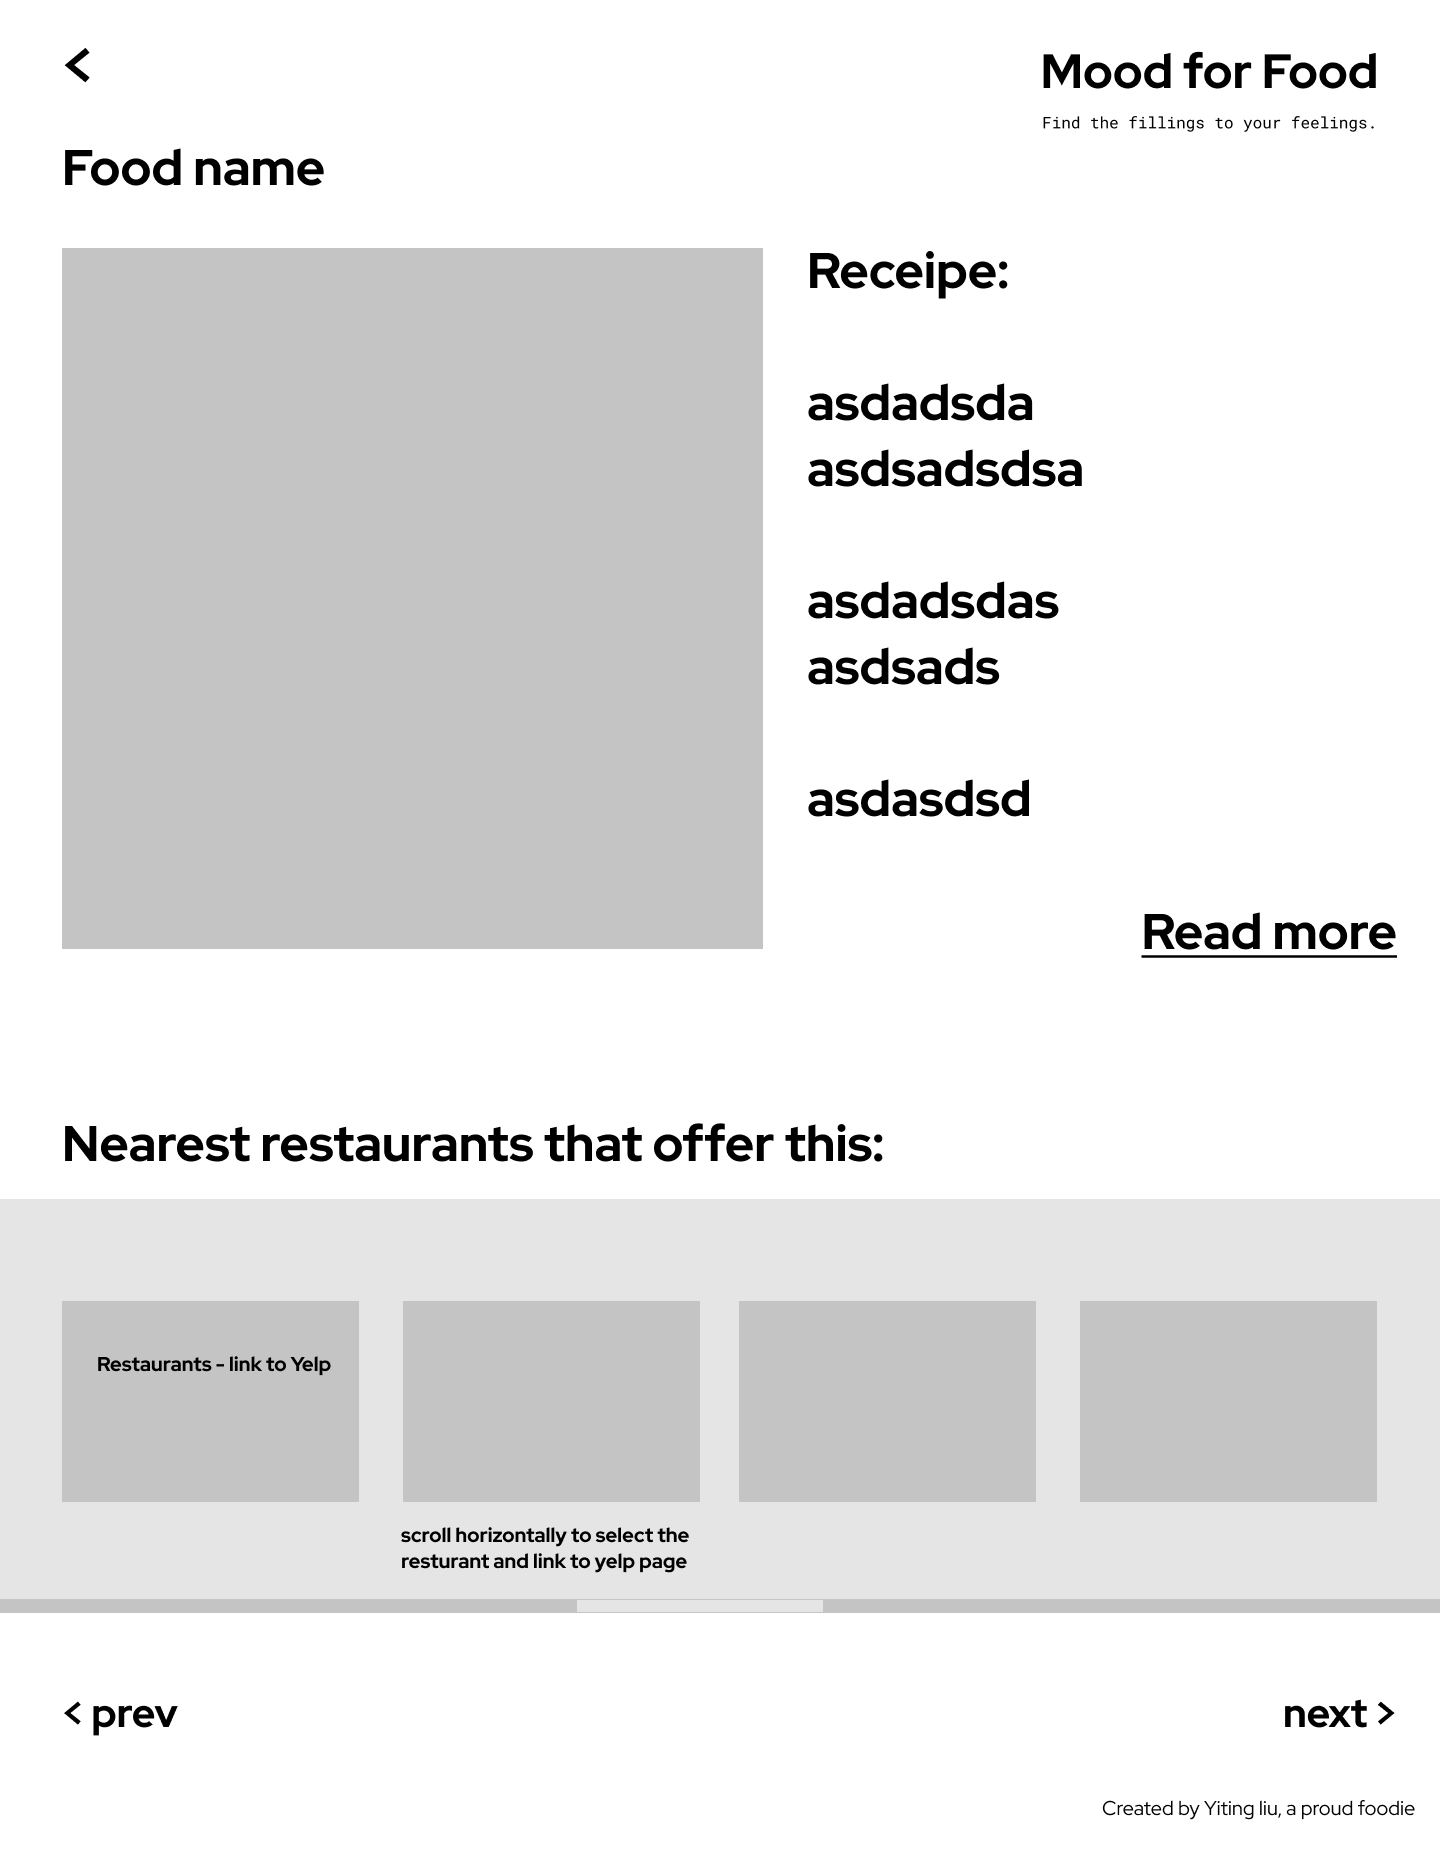 <
Mood for Food
Find the fillings to your feelings.
Food name
Receipe:
asdadsda
asdsadsdsa
asdadsdas
asdsads
asdasdsd
Read more
Nearest restaurants that offer this:
Restaurants - link to Yelp
scroll horizontally to select the
resturant and link to yelp page
< prev
next >
Created by Yiting liu, a proud foodie